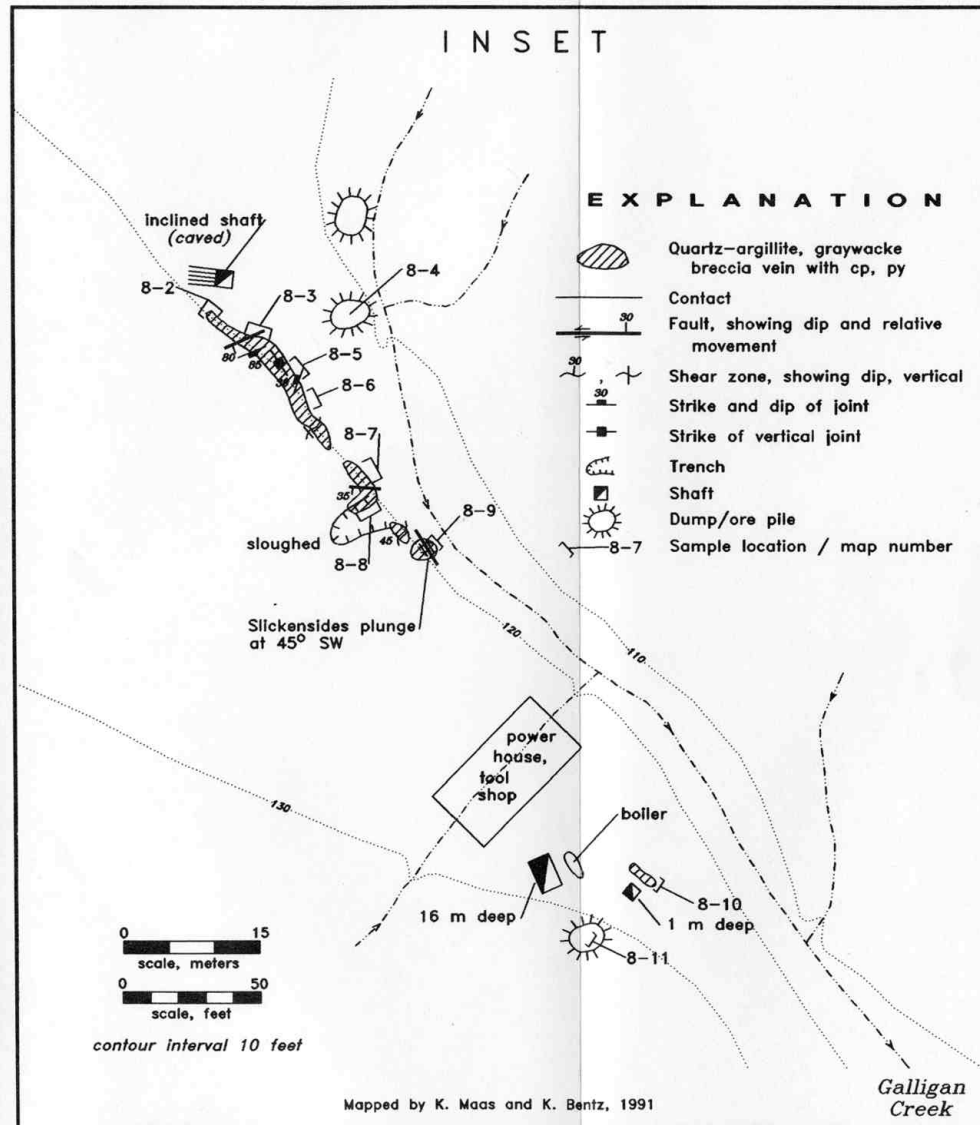 INSET
inclined shaft
(caved)
8-2
8-3
8-4
80
85
8-5
8-6
8-7
35
8-8
45
8-9
sloughed
Slickensides plunge
at 45° SW
120
110
130
power
house,
tool
shop
boiler
16 m deep
8-10
1 m deep
8-11
EXPLANATION
Quartz-argillite, graywacke
breccia vein with cp, py
Contact
30
Fault, showing dip and relative
movement
30
,
Shear zone, showing dip, vertical
30
Strike and dip of joint
Strike of vertical joint
Trench
Shaft
Dump/ore pile
8-7 Sample location / map number
0 15
scale, meters
0 50
scale, feet
contour interval 10 feet
Mapped by K. Maas and K. Bentz, 1991
Galligan
Creek